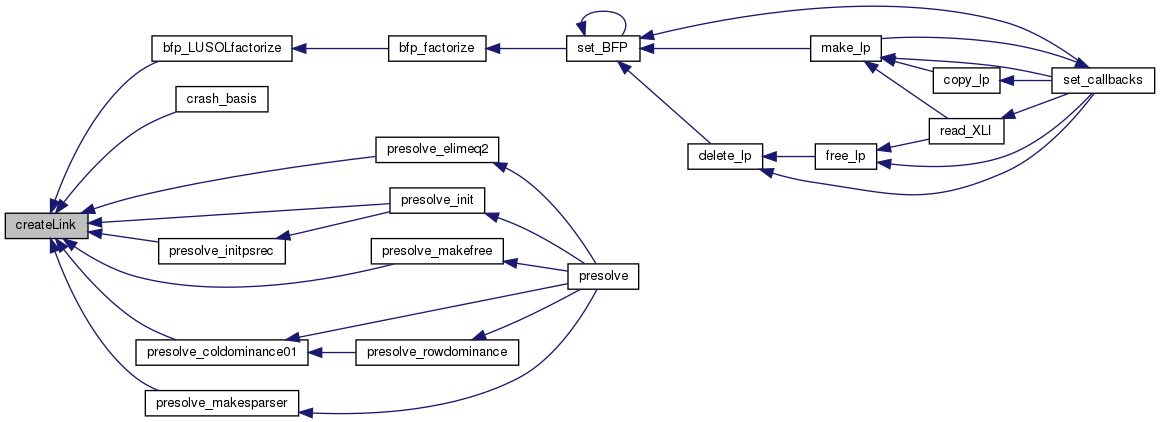 bfp_LUSOLfactorize
bfp_factorize
set_BFP
make_lp
copy_lp
set_callbacks
crash_basis
read_XLI
presolve_elimeq2
delete_lp
free_lp
presolve_init
createLink
presolve_initpsrec
presolve_makefree
presolve
presolve_coldominance01
presolve_rowdominance
presolve_makesparser